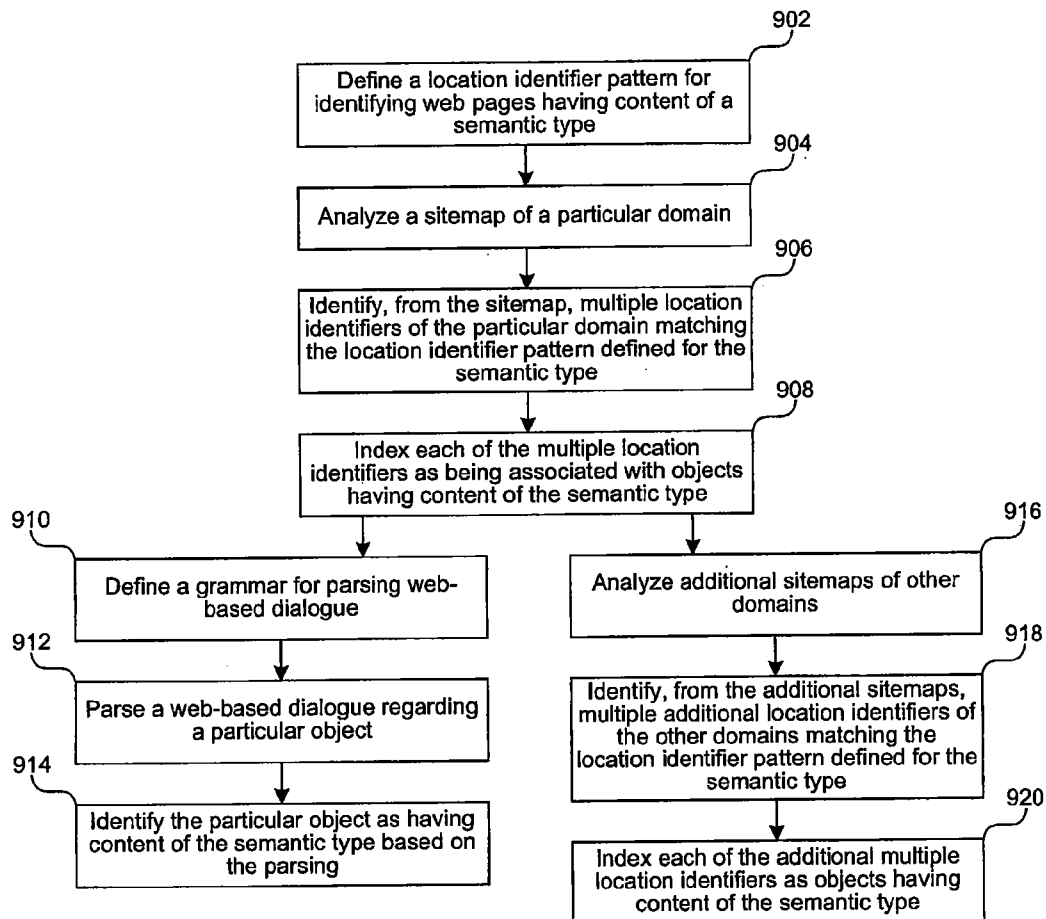 902
Define a location identifier pattern for
identifying web pages having content of a
semantic type
904
Analyze a sitemap of a particular domain
906
Identify, from the sitemap, multiple location
identifiers of the particular domain matching
the location identifier pattern defined for the
semantic type
908
Index each of the multiple location
identifiers as being associated with objects
having content of the semantic type
910
Define a grammar for parsing web-
based dialogue
912
Parse a web-based dialogue regarding
a particular object
914
Identify the particular object as having
content of the semantic type based on
the parsing
916
Analyze additional sitemaps of other
domains
918
Identify, from the additional sitemaps,
multiple additional location identifiers of
the other domains matching the
location identifier pattern defined for the
semantic type
920
Index each of the additional multiple
location identifiers as objects having
content of the semantic type